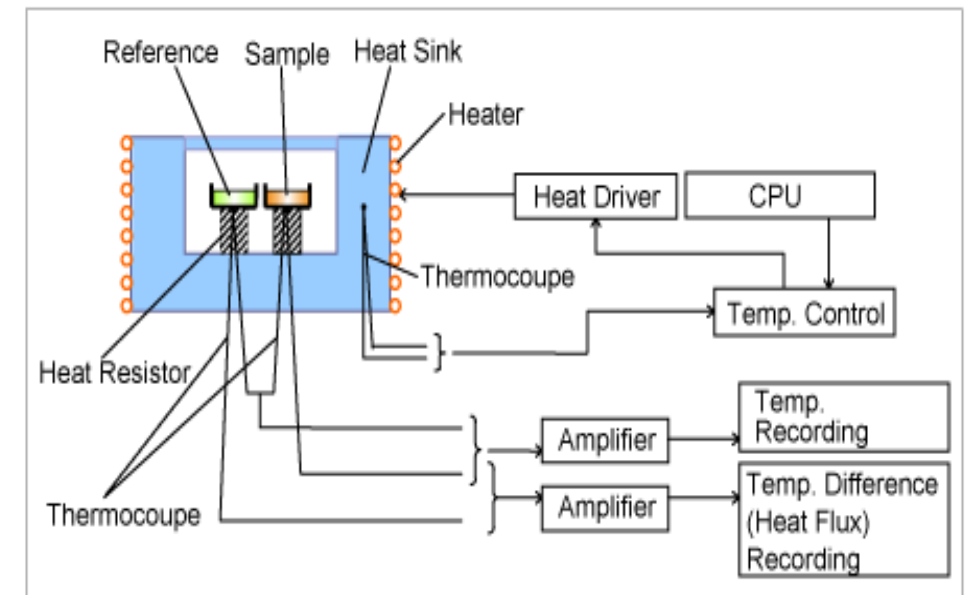 Reference
Sample
Heat Sink
Heater
Heat Driver
CPU
Thermocoupe
Temp. Control
Heat Resistor
Temp.
Recording
Amplifier
Thermocoupe
Amplifier
Temp. Difference
(Heat Flux)
Recording